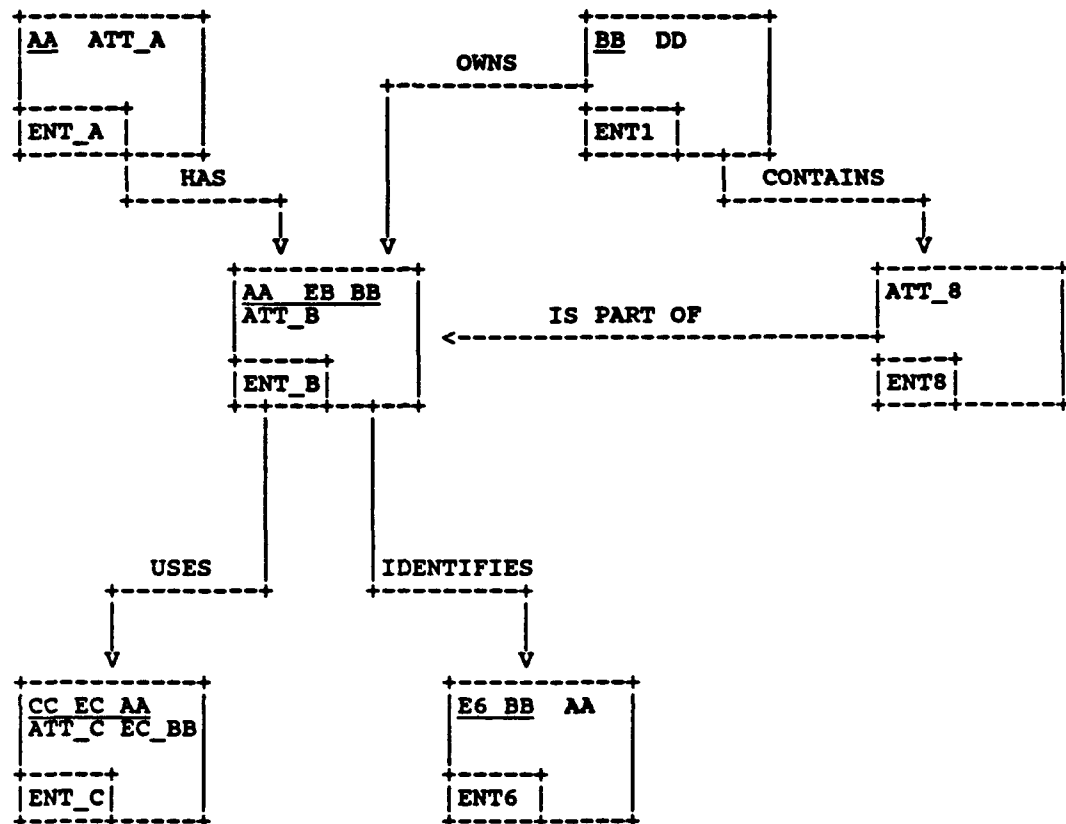 AA ATT_A
BB DD
OWNS
ENT_A
ENT1
HAS
CONTAINS
AA EB BB
ATT_B
ATT_8
IS PART OF
ENT_B
ENT8
USES
IDENTIFIES
CC EC AA
ATT_C EC_BB
E6 BB AA
ENT_C
ENT6